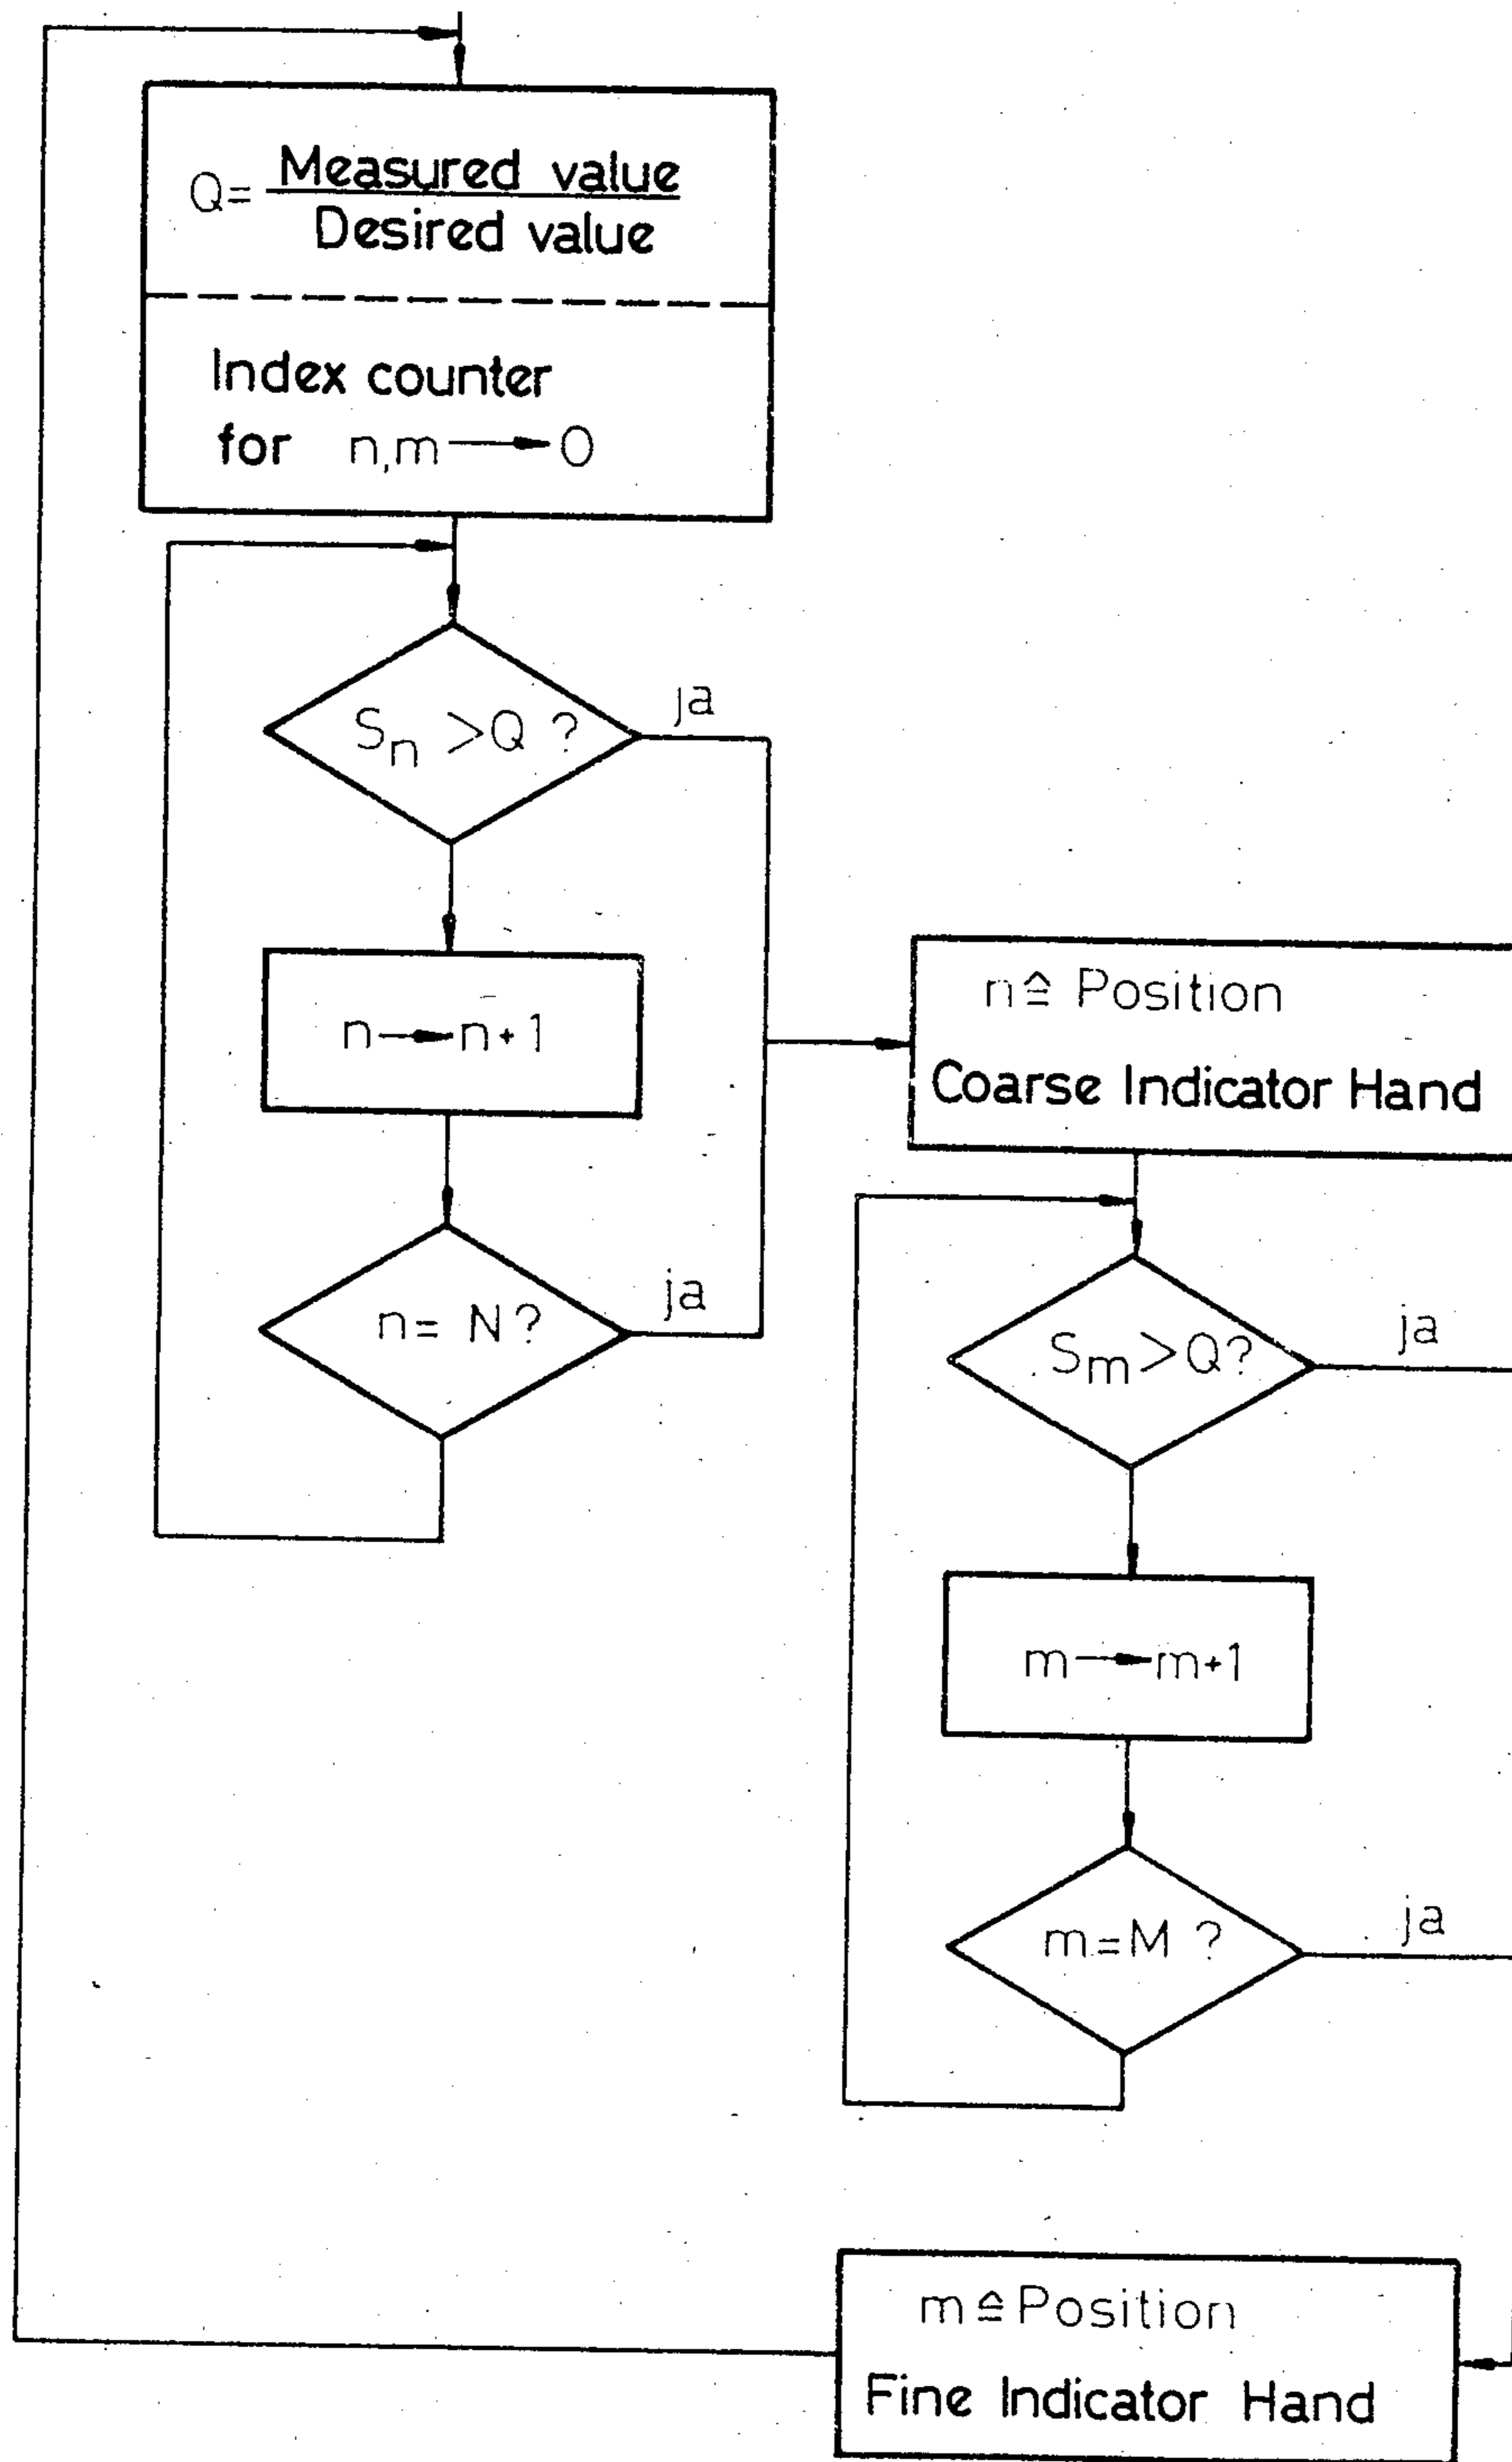 Q= Measured value
Desired value
Index counter
for n,m → 0
Sn >Q ?
ja
n → n+1
n= N?
ja
n ≙ Position
Coarse Indicator Hand
Sm >Q?
ja
m → m+1
m=M ?
ja
m ≙ Position
Fine Indicator Hand